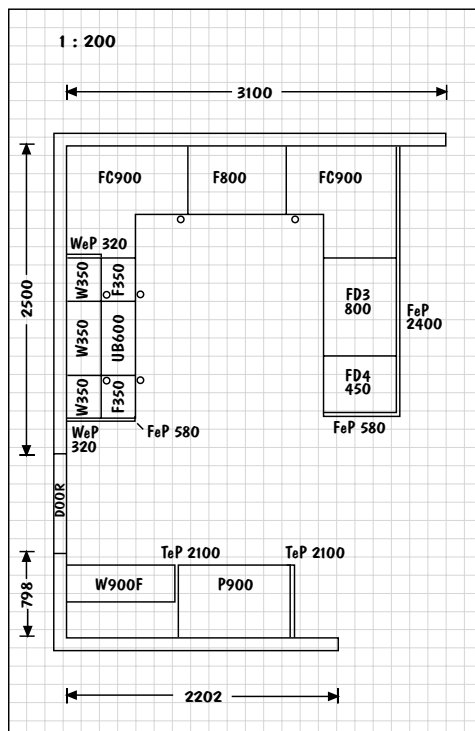 1 : 200
3100
FC900
F800
FC900
WeP 320
W350
F350
2500
W350
UB600
FD3
800
FeP
2400
W350
F350
FD4
450
WeP
320
FeP 580
FeP 580
DOOR
TeP 2100
TeP 2100
798
W900F
P900
2202